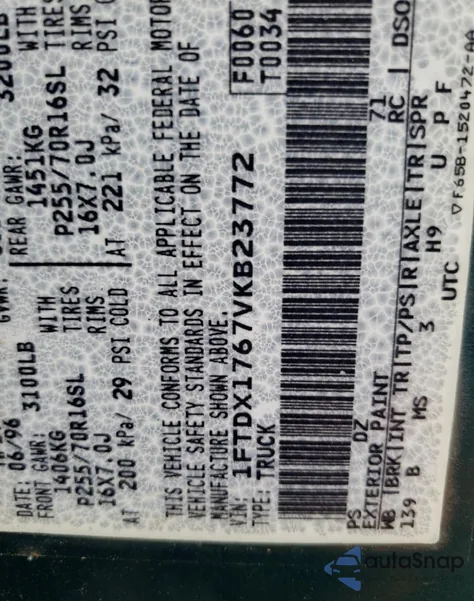 DATE: 06/96
FRONT GAWR: 3100LB
1406KG WITH
P255/70R16SL TIRES
16X7.0J RIMS
AT 200 kPa/ 29 PSI COLD
REAR GAWR: 3200LB
1451KG WITH
P255/70R16SL TIRES
16X7.0J RIMS
AT 221 kPa/ 32 PSI
THIS VEHICLE CONFORMS TO ALL APPLICABLE FEDERAL MOTOR
VEHICLE SAFETY STANDARDS IN EFFECT ON THE DATE OF
MANUFACTURE SHOWN ABOVE.
VIN: 1FTDX1767VKB23772
TYPE: TRUCK
F0060
T0034
PS DZ 71
EXTERIOR PAINT RC | DSO
WB |BRK|INT TR|TP/PS|R|AXLE|TR|SPR
139 B MS 3 H9 U P F
UTC
▽F65B-1520472-AA
autoSnap